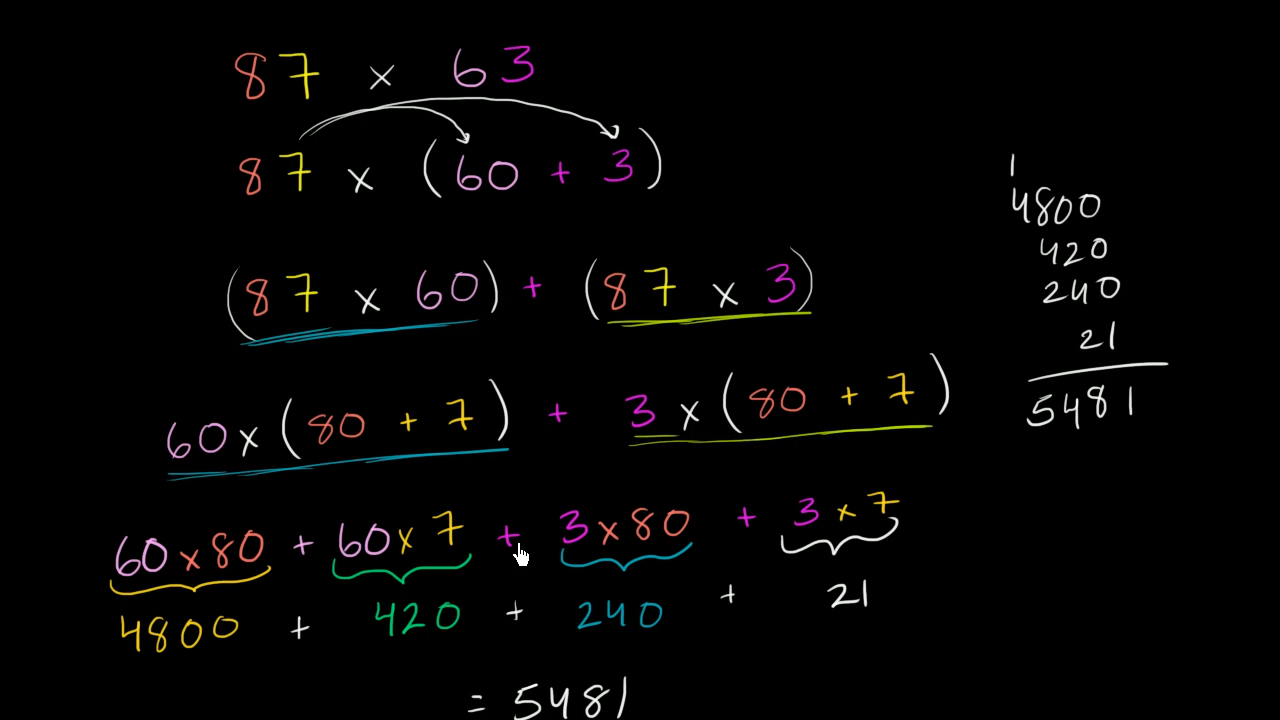 87 × 63
87 × (60 + 3)
(87 × 60) + (87 × 3)
60 × (80 + 7) + 3 × (80 + 7)
60 × 80 + 60 × 7 + 3 × 80 + 3 × 7
4800 + 420 + 240 + 21
= 5481
1
4800
420
240
21
5481